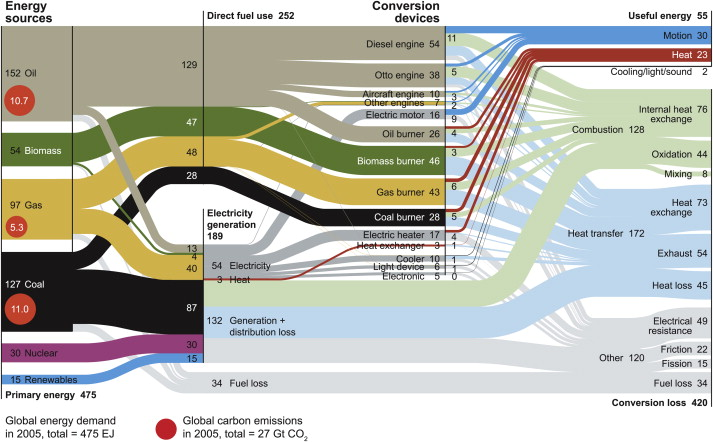 Energy
sources
Direct fuel use 252
Conversion
devices
Useful energy 55
152 Oil
10.7
54 Biomass
97 Gas
5.3
127 Coal
11.0
30 Nuclear
15 Renewables
Primary energy 475
129
47
48
28
Electricity
generation
189
13
4
40
54 Electricity
3 Heat
87
132 Generation +
distribution loss
30
15
34 Fuel loss
Diesel engine 54
Otto engine 38
Aircraft engine 10
Other engines 7
Electric motor 16
Oil burner 26
Biomass burner 46
Gas burner 43
Coal burner 28
Electric heater 17
Heat exchanger 3
Cooler 10
Light device 6
Electronic 5
11
5
3
2
9
4
3
6
5
4
1
1
1
0
Motion 30
Heat 23
Cooling/light/sound 2
Combustion 128
Internal heat
exchange
76
Oxidation 44
Mixing 8
Heat transfer 172
Heat
exchange
73
Exhaust 54
Heat loss 45
Other 120
Electrical
resistance
49
Friction 22
Fission 15
Fuel loss 34
Conversion loss 420
Global energy demand
in 2005, total = 475 EJ
Global carbon emissions
in 2005, total = 27 Gt CO₂